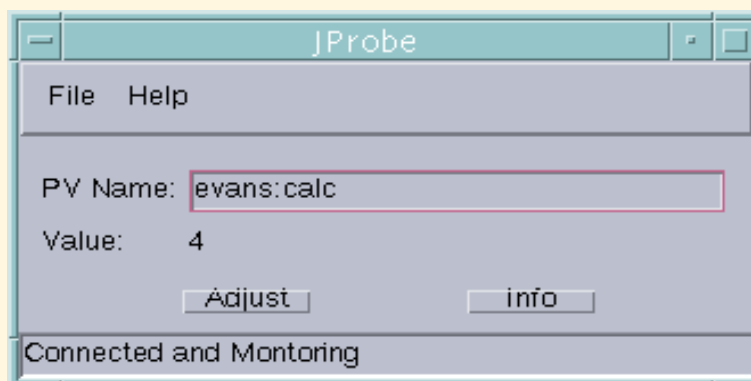 JProbe
File Help
PV Name: evans:calc
Value: 4
Adjust info
Connected and Montoring